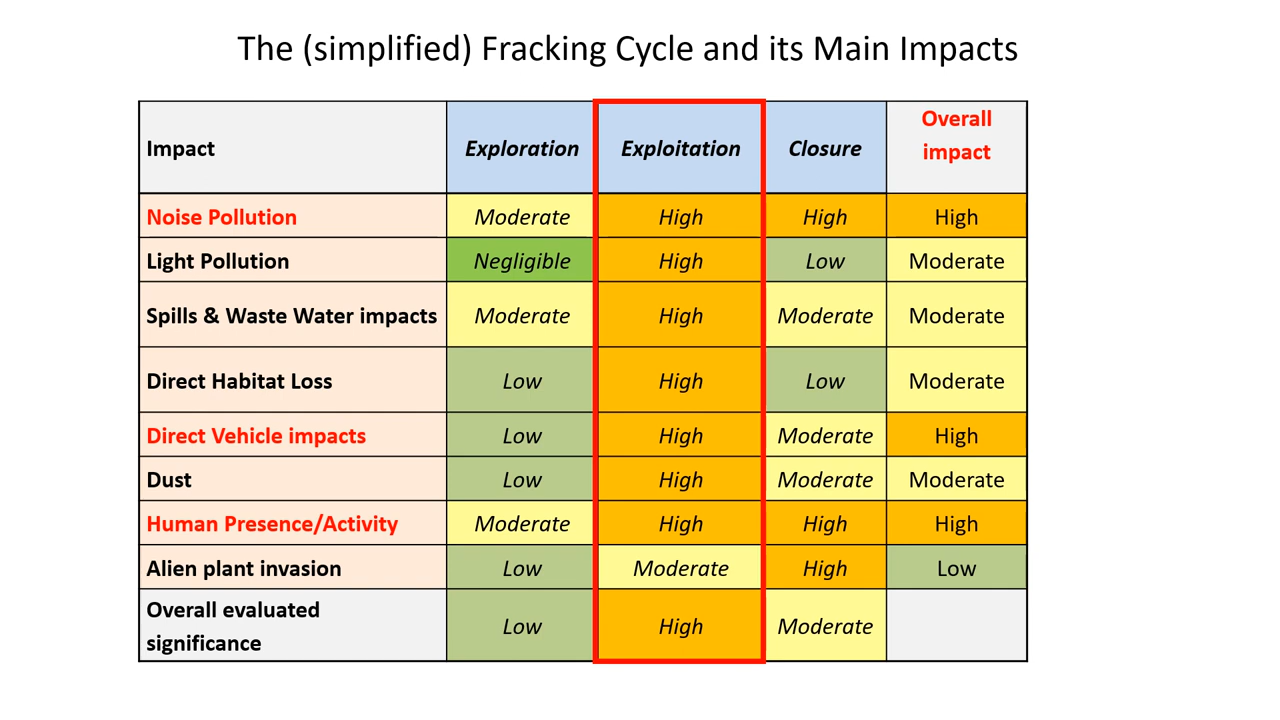 The (simplified) Fracking Cycle and its Main Impacts
Impact Exploration Exploitation Closure Overall impact
Noise Pollution Moderate High High High
Light Pollution Negligible High Low Moderate
Spills & Waste Water impacts Moderate High Moderate Moderate
Direct Habitat Loss Low High Low Moderate
Direct Vehicle impacts Low High Moderate High
Dust Low High Moderate Moderate
Human Presence/Activity Moderate High High High
Alien plant invasion Low Moderate High Low
Overall evaluated significance Low High Moderate